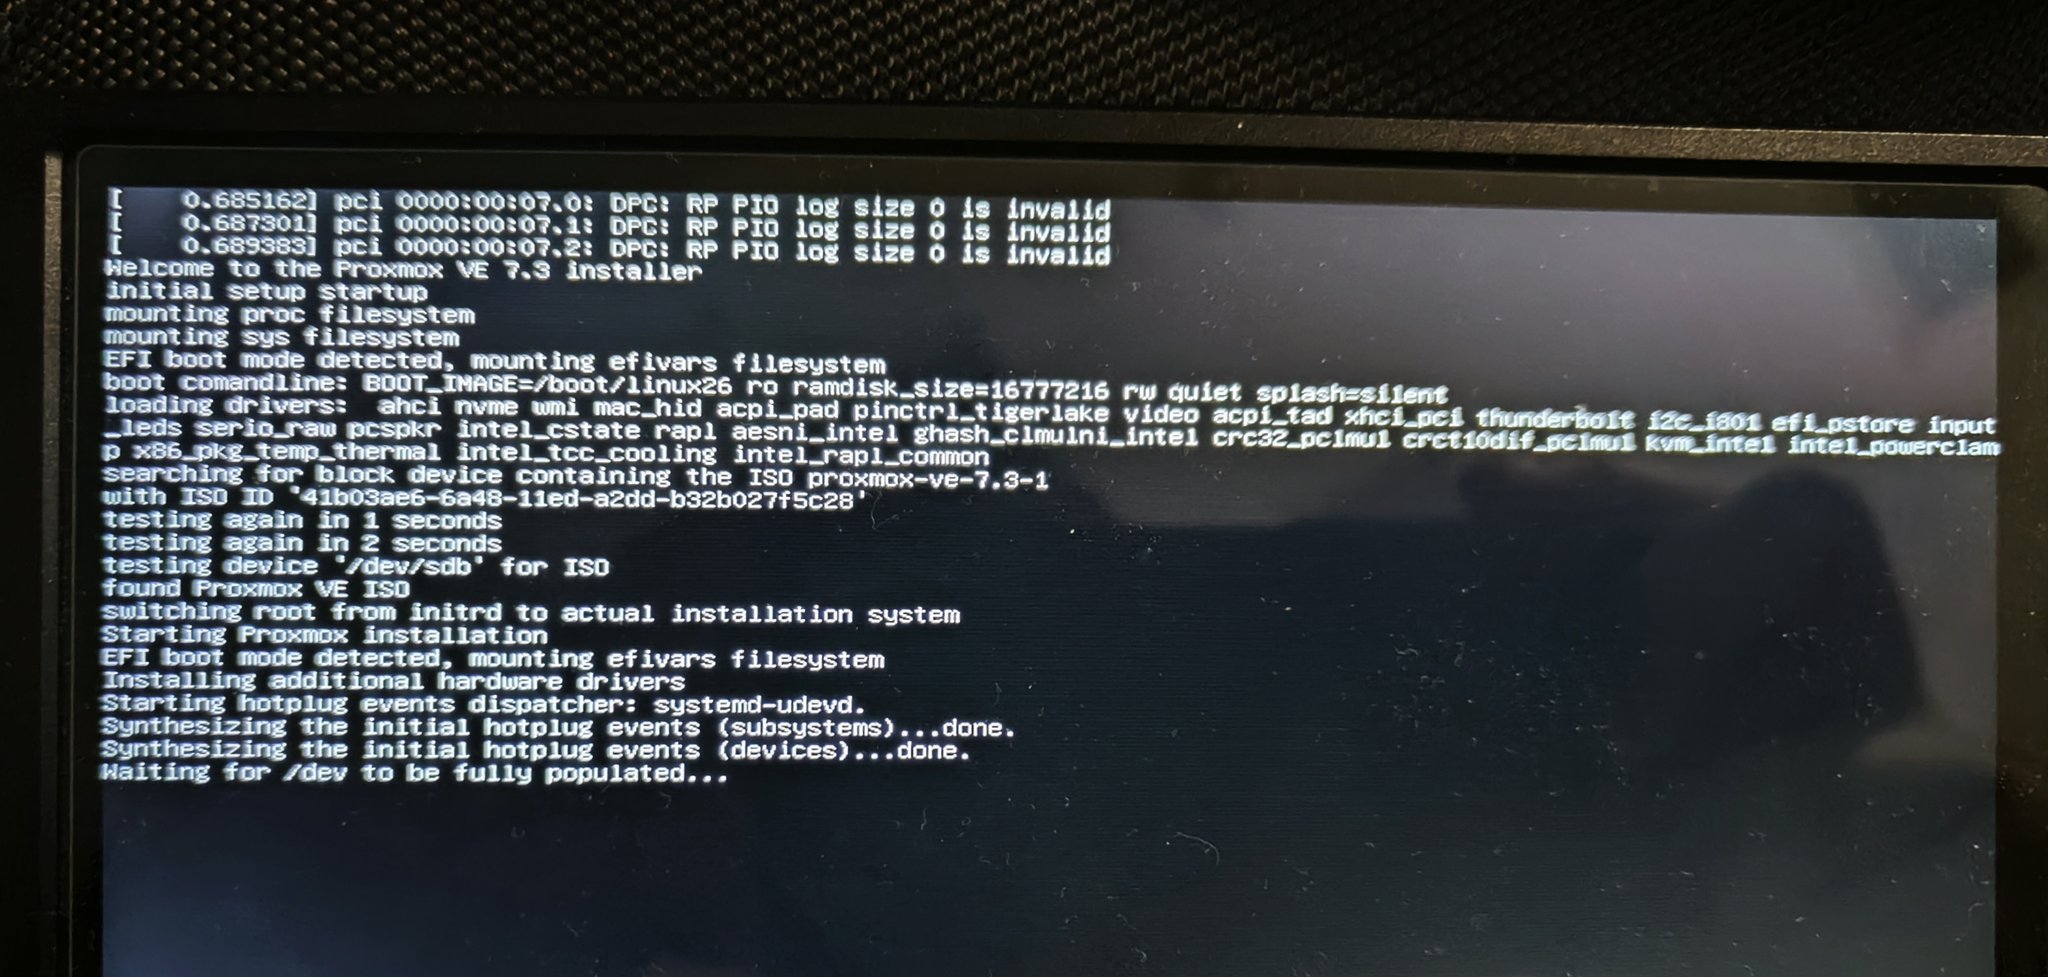 [    0.685162] pci 0000:00:07.0: DPC: RP PIO log size 0 is invalid
[    0.687301] pci 0000:00:07.1: DPC: RP PIO log size 0 is invalid
[    0.689383] pci 0000:00:07.2: DPC: RP PIO log size 0 is invalid
Welcome to the Proxmox VE 7.3 installer
initial setup startup
mounting proc filesystem
mounting sys filesystem
EFI boot mode detected, mounting efivars filesystem
boot comandline: BOOT_IMAGE=/boot/linux26 ro ramdisk_size=16777216 rw quiet splash=silent
loading drivers:  ahci nvme wmi mac_hid acpi_pad pinctrl_tigerlake video acpi_tad xhci_pci thunderbolt i2c_i801 efi_pstore input
_leds serio_raw pcspkr intel_cstate rapl aesni_intel ghash_clmulni_intel crc32_pclmul crct10dif_pclmul kvm_intel intel_powerclam
p x86_pkg_temp_thermal intel_tcc_cooling intel_rapl_common
searching for block device containing the ISO proxmox-ve-7.3-1
with ISO ID '41b03ae6-6a48-11ed-a2dd-b32b027f5c28'
testing again in 1 seconds
testing again in 2 seconds
testing device '/dev/sdb' for ISO
found Proxmox VE ISO
switching root from initrd to actual installation system
Starting Proxmox installation
EFI boot mode detected, mounting efivars filesystem
Installing additional hardware drivers
Starting hotplug events dispatcher: systemd-udevd.
Synthesizing the initial hotplug events (subsystems)...done.
Synthesizing the initial hotplug events (devices)...done.
Waiting for /dev to be fully populated...